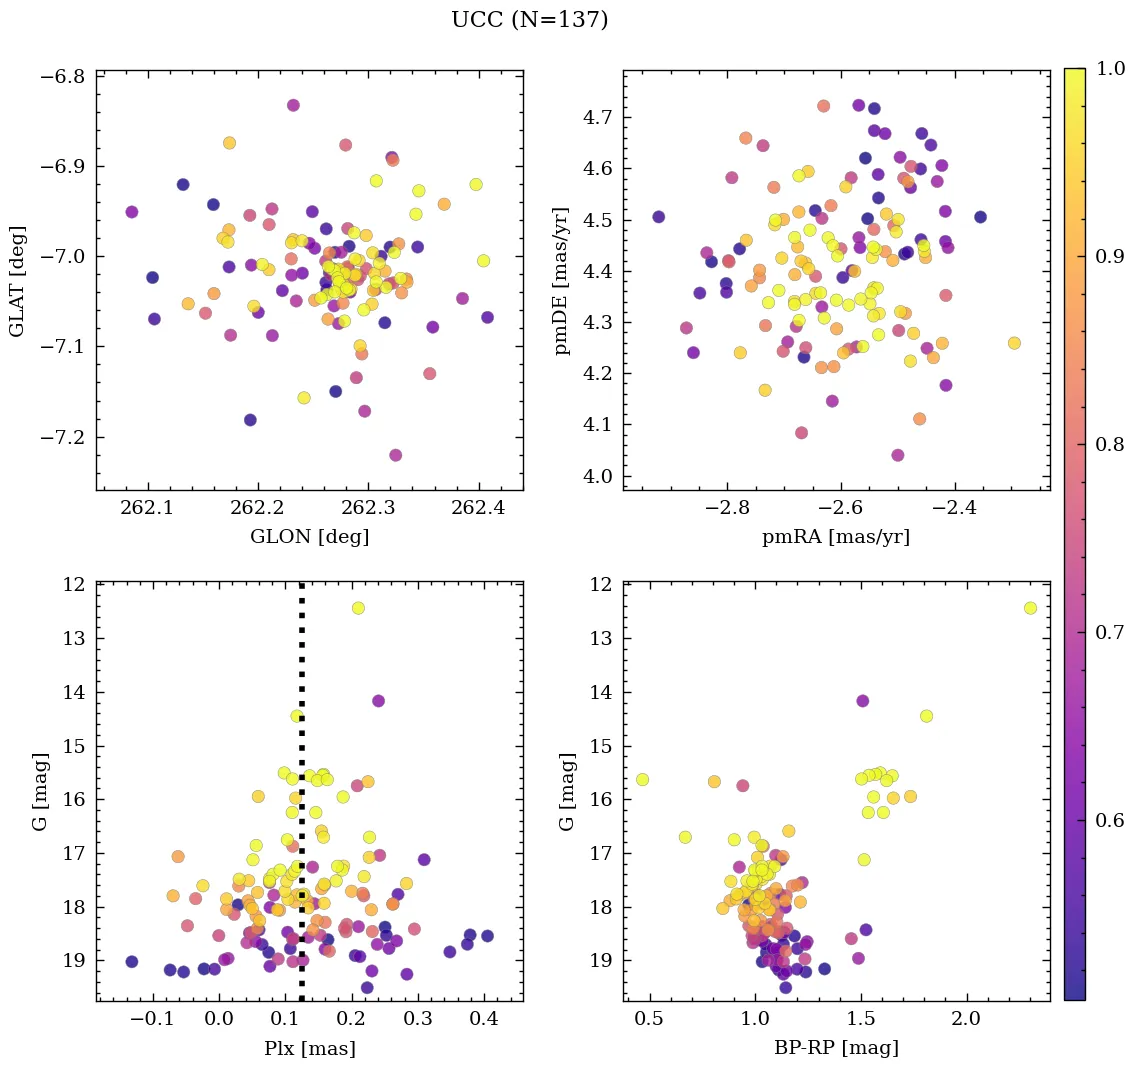 UCC (N=137)
−6.8
−6.9
−7.0
−7.1
−7.2
GLAT [deg]
262.1 262.2 262.3 262.4
GLON [deg]
4.7
4.6
4.5
4.4
4.3
4.2
4.1
4.0
pmDE [mas/yr]
−2.8 −2.6 −2.4
pmRA [mas/yr]
1.0
0.9
0.8
0.7
0.6
12
13
14
15
16
17
18
19
G [mag]
−0.1 0.0 0.1 0.2 0.3 0.4
Plx [mas]
12
13
14
15
16
17
18
19
G [mag]
0.5 1.0 1.5 2.0
BP-RP [mag]